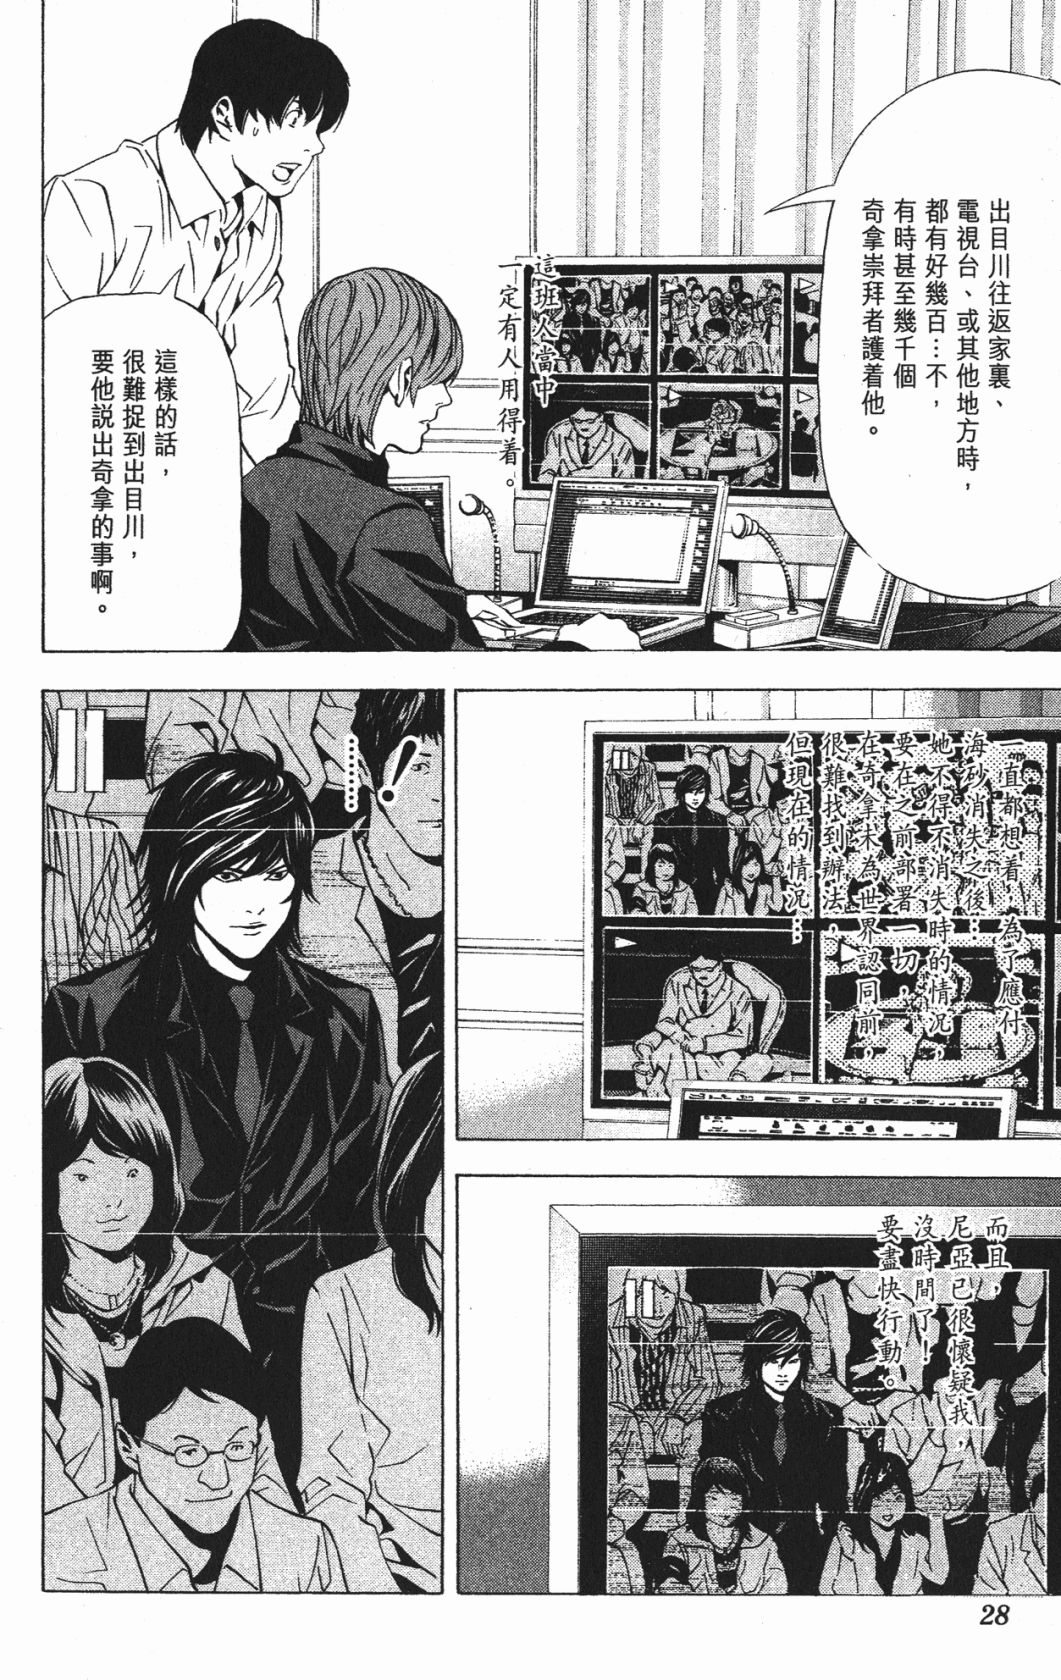 出目川往返家裏、
電視台、或其他地方時，
都有好幾百…不，
有時甚至幾千個
奇拿崇拜者護着他。
這班人當中
一定有人用得着。
這樣的話，
很難捉到出目川，
要他説出奇拿的事啊。
一直都想着，為了應付
海砂消失之後…
她不得不消失時的情況，
要在之前部署一切，
在奇拿未為世界認同前，
很難找到辦法，
但現在的情況…
！
………
而且，
尼亞已很懷疑我，
沒時間了！
要盡快行動。
28